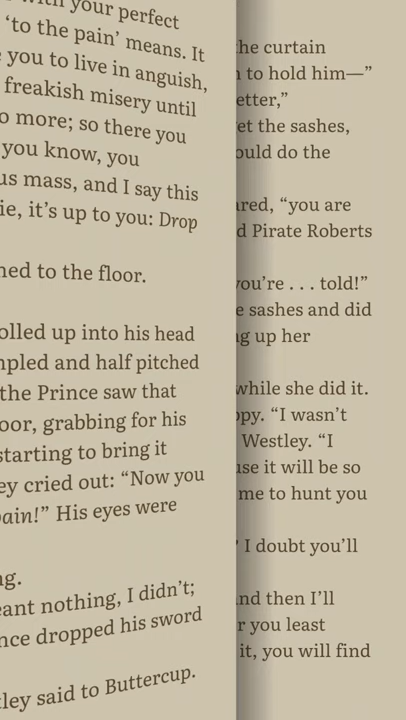 with your perfect
‘to the pain’ means. It
you to live in anguish,
freakish misery until
o more; so there you
you know, you
us mass, and I say this
ie, it’s up to you: Drop
ned to the floor.
olled up into his head
mpled and half pitched
the Prince saw that
oor, grabbing for his
starting to bring it
ey cried out: “Now you
ain!” His eyes were
ng.
eant nothing, I didn’t;
nce dropped his sword
tley said to Buttercup.
he curtain
to hold him—”
etter,”
et the sashes,
ould do the
ared, “you are
d Pirate Roberts
you’re . . . told!”
e sashes and did
g up her
while she did it.
ppy. “I wasn’t
Westley. “I
use it will be so
me to hunt you
” I doubt you’ll
and then I’ll
r you least
it, you will find